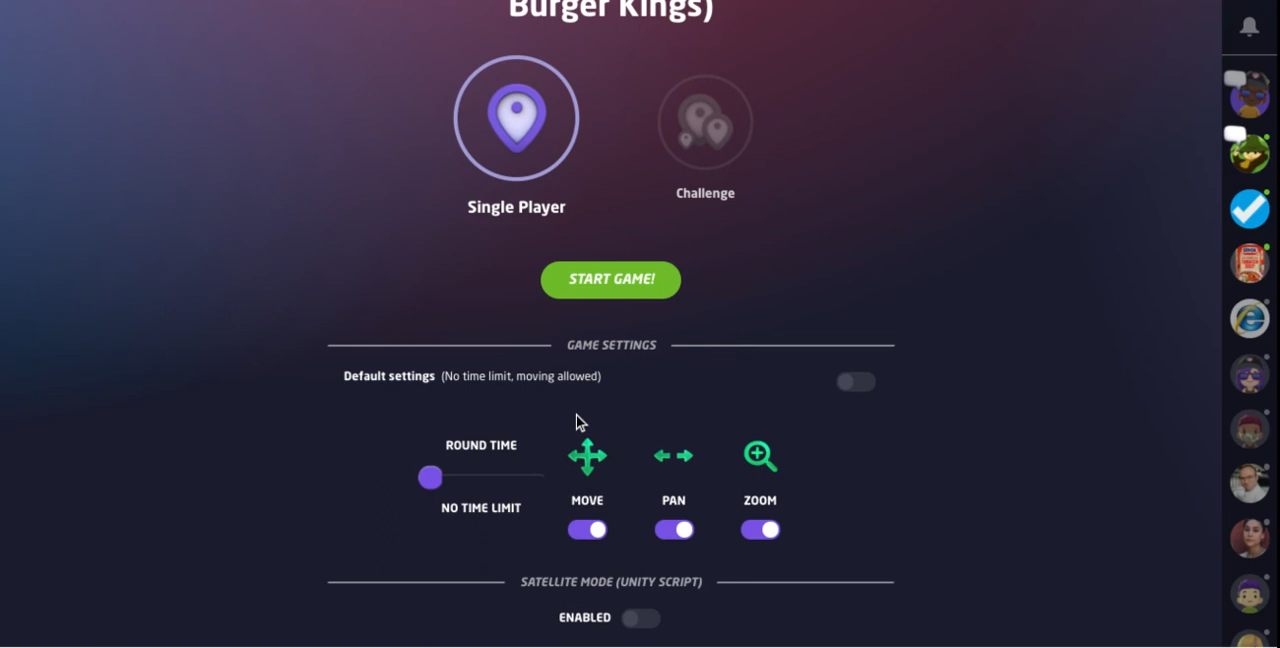 Burger Kings)
Single Player
Challenge
START GAME!
GAME SETTINGS
Default settings (No time limit, moving allowed)
ROUND TIME
NO TIME LIMIT
MOVE
PAN
ZOOM
SATELLITE MODE (UNITY SCRIPT)
ENABLED